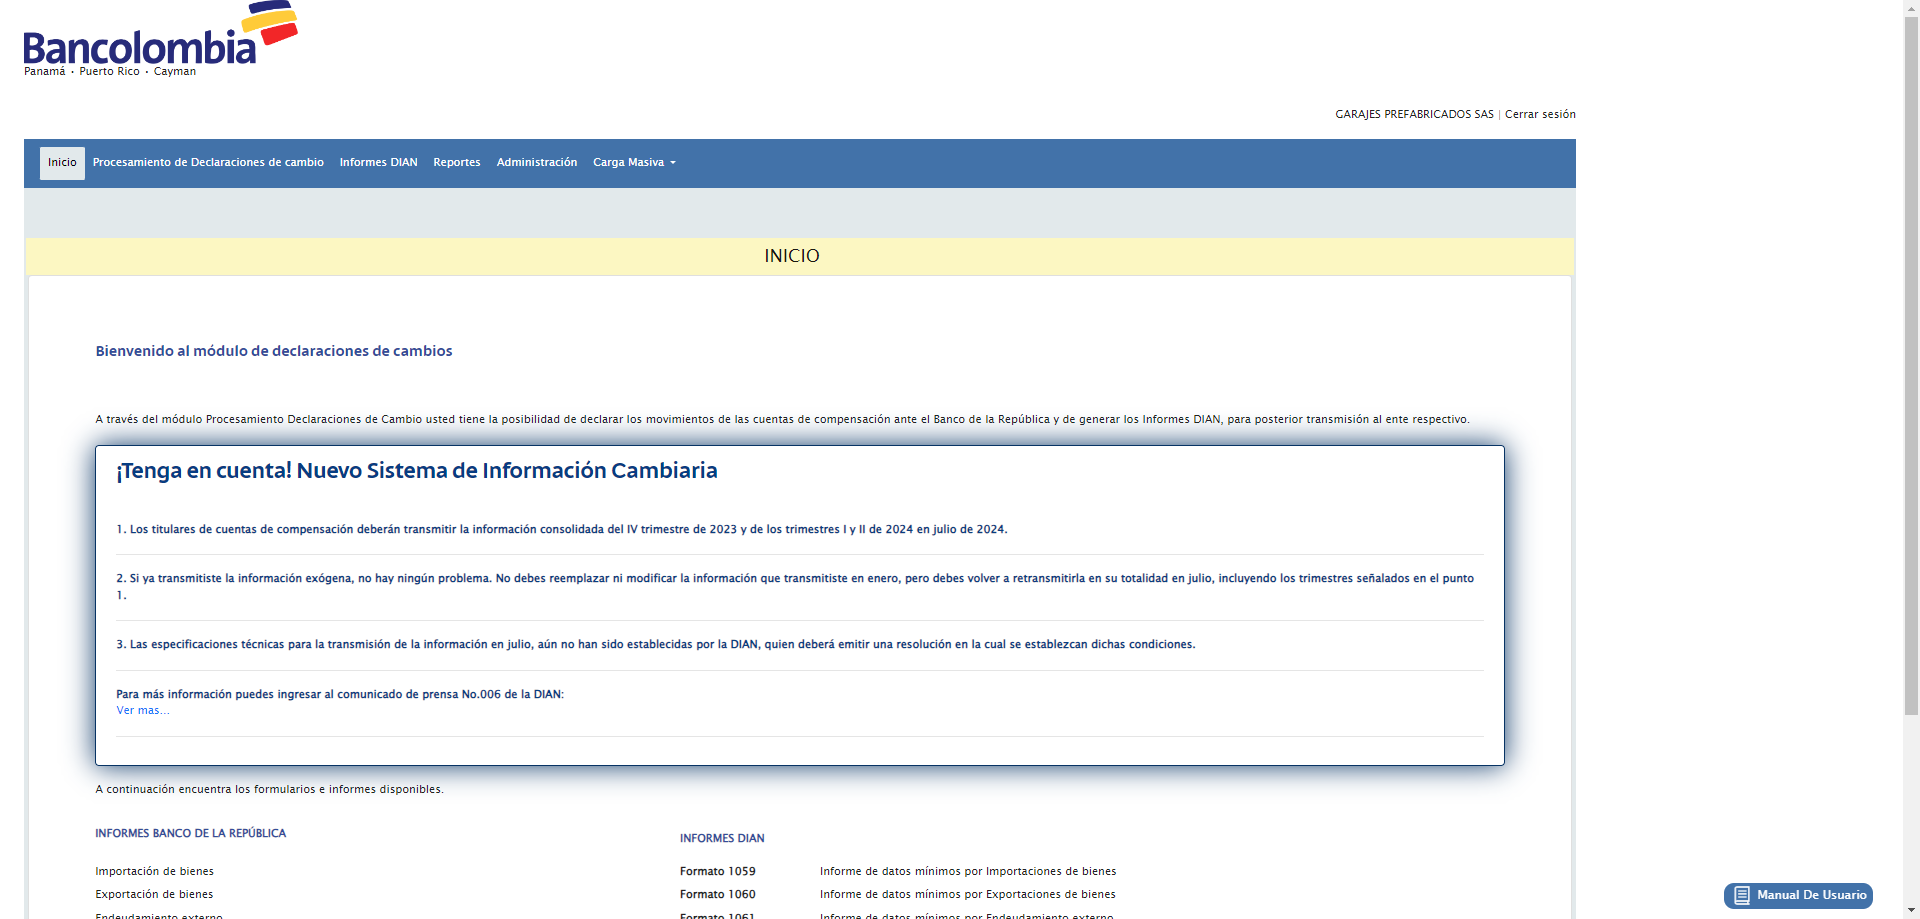 Bancolombia
Panamá • Puerto Rico • Cayman
GARAJES PREFABRICADOS SAS | Cerrar sesión
Inicio Procesamiento de Declaraciones de cambio Informes DIAN Reportes Administración Carga Masiva
INICIO
Bienvenido al módulo de declaraciones de cambios
A través del módulo Procesamiento Declaraciones de Cambio usted tiene la posibilidad de declarar los movimientos de las cuentas de compensación ante el Banco de la República y de generar los Informes DIAN, para posterior transmisión al ente respectivo.
¡Tenga en cuenta! Nuevo Sistema de Información Cambiaria
1. Los titulares de cuentas de compensación deberán transmitir la información consolidada del IV trimestre de 2023 y de los trimestres I y II de 2024 en julio de 2024.
2. Si ya transmitiste la información exógena, no hay ningún problema. No debes reemplazar ni modificar la información que transmitiste en enero, pero debes volver a retransmitirla en su totalidad en julio, incluyendo los trimestres señalados en el punto
1.
3. Las especificaciones técnicas para la transmisión de la información en julio, aún no han sido establecidas por la DIAN, quien deberá emitir una resolución en la cual se establezcan dichas condiciones.
Para más información puedes ingresar al comunicado de prensa No.006 de la DIAN:
Ver mas...
A continuación encuentra los formularios e informes disponibles.
INFORMES BANCO DE LA REPÚBLICA
INFORMES DIAN
Importación de bienes
Formato 1059 Informe de datos mínimos por Importaciones de bienes
Exportación de bienes
Formato 1060 Informe de datos mínimos por Exportaciones de bienes
Endeudamiento externo
Formato 1061 Informe de datos mínimos por Endeudamiento externo
Manual De Usuario